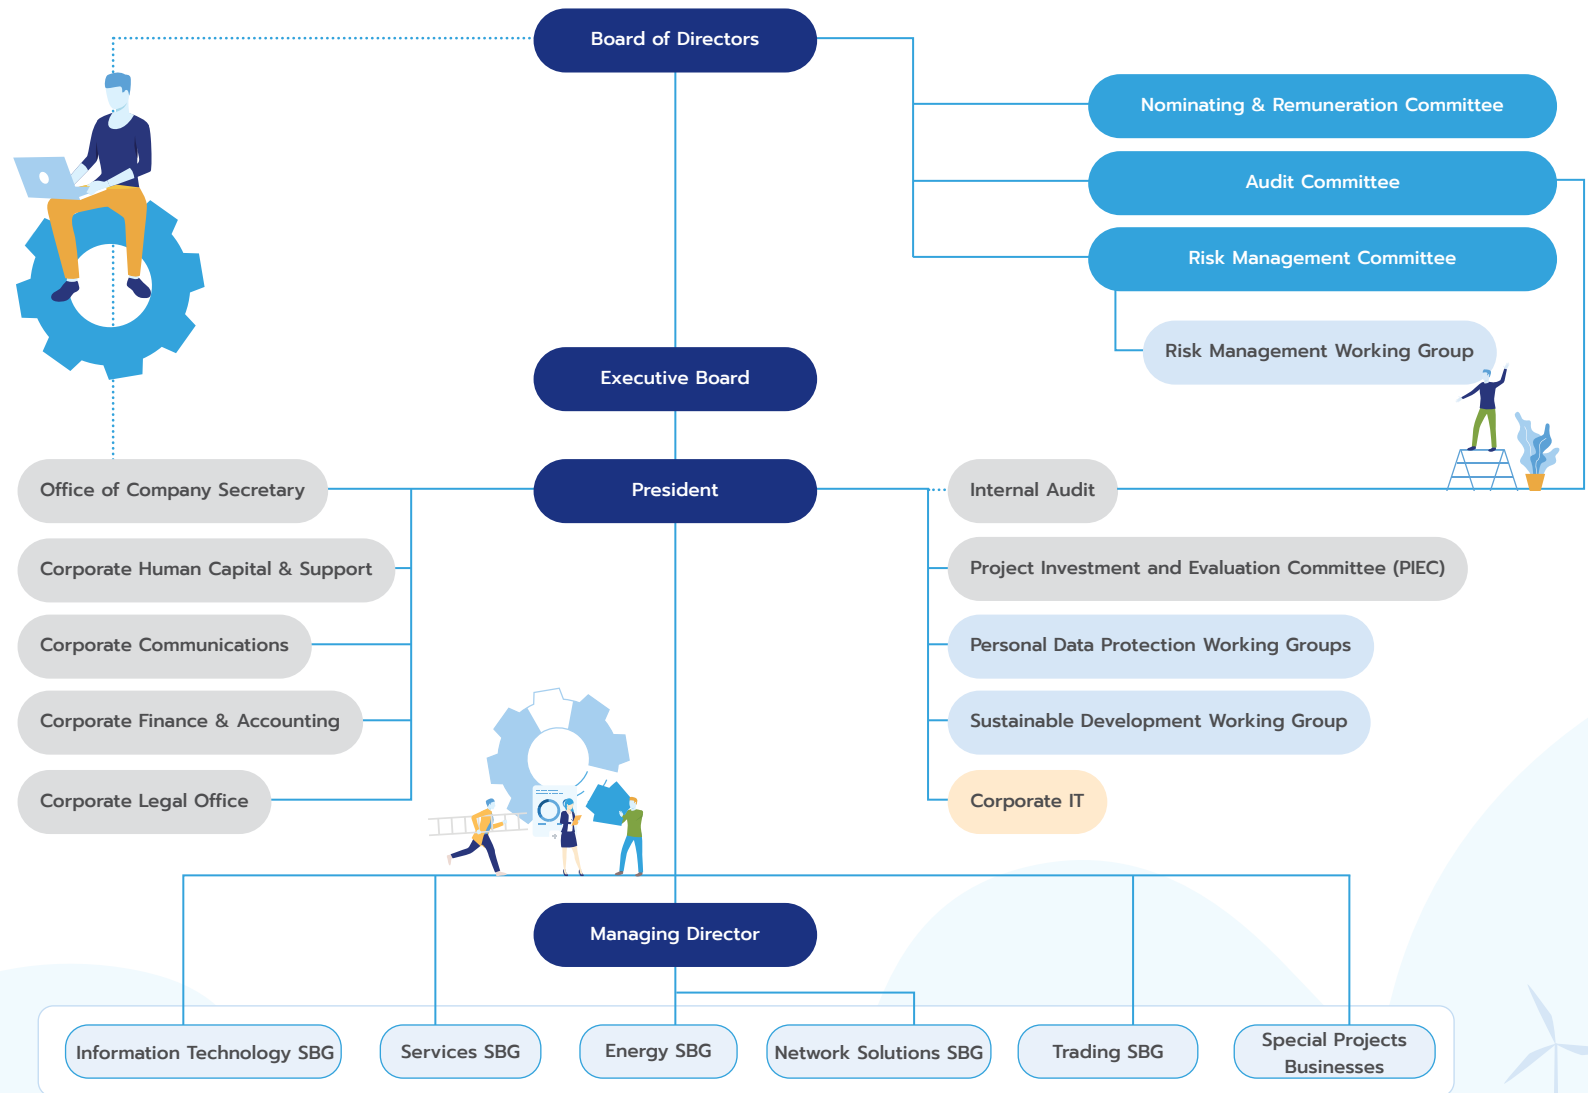 Board of Directors
Nominating & Remuneration Committee
Audit Committee
Risk Management Committee
Risk Management Working Group
Executive Board
President
Office of Company Secretary
Corporate Human Capital & Support
Corporate Communications
Corporate Finance & Accounting
Corporate Legal Office
Internal Audit
Project Investment and Evaluation Committee (PIEC)
Personal Data Protection Working Groups
Sustainable Development Working Group
Corporate IT
Managing Director
Information Technology SBG
Services SBG
Energy SBG
Network Solutions SBG
Trading SBG
Special Projects
Businesses